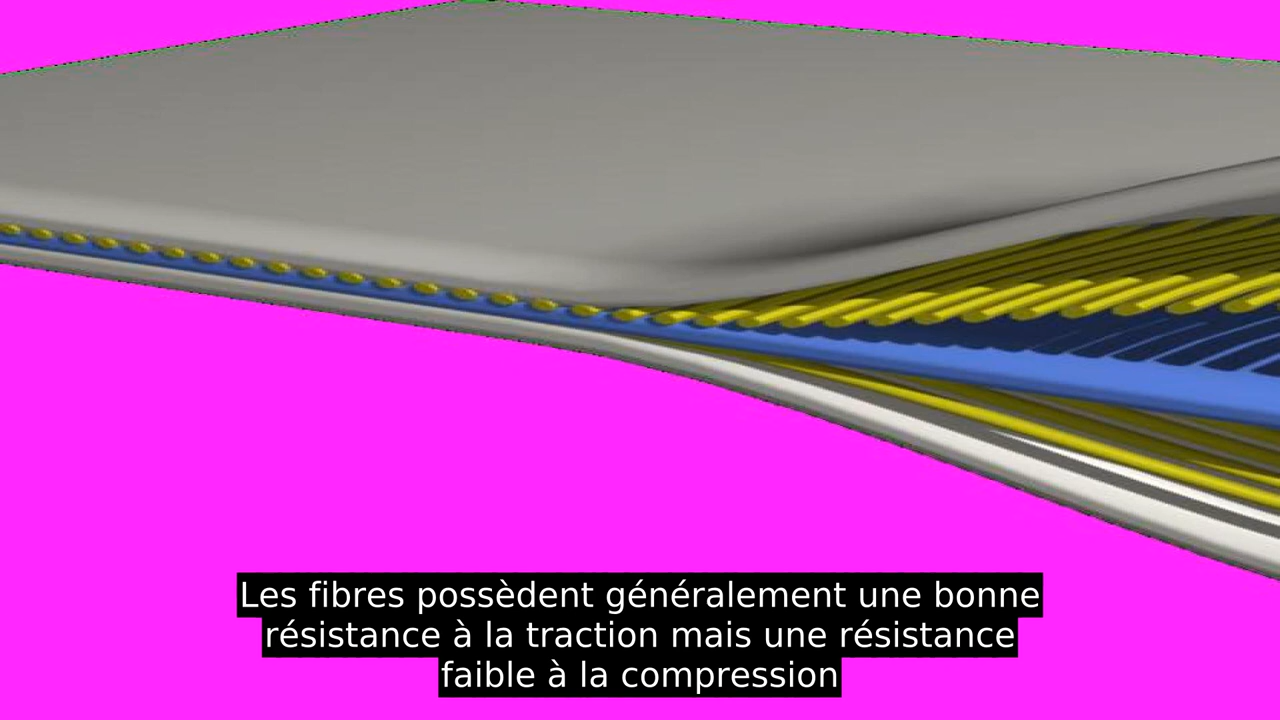 Les fibres possèdent généralement une bonne
résistance à la traction mais une résistance
faible à la compression